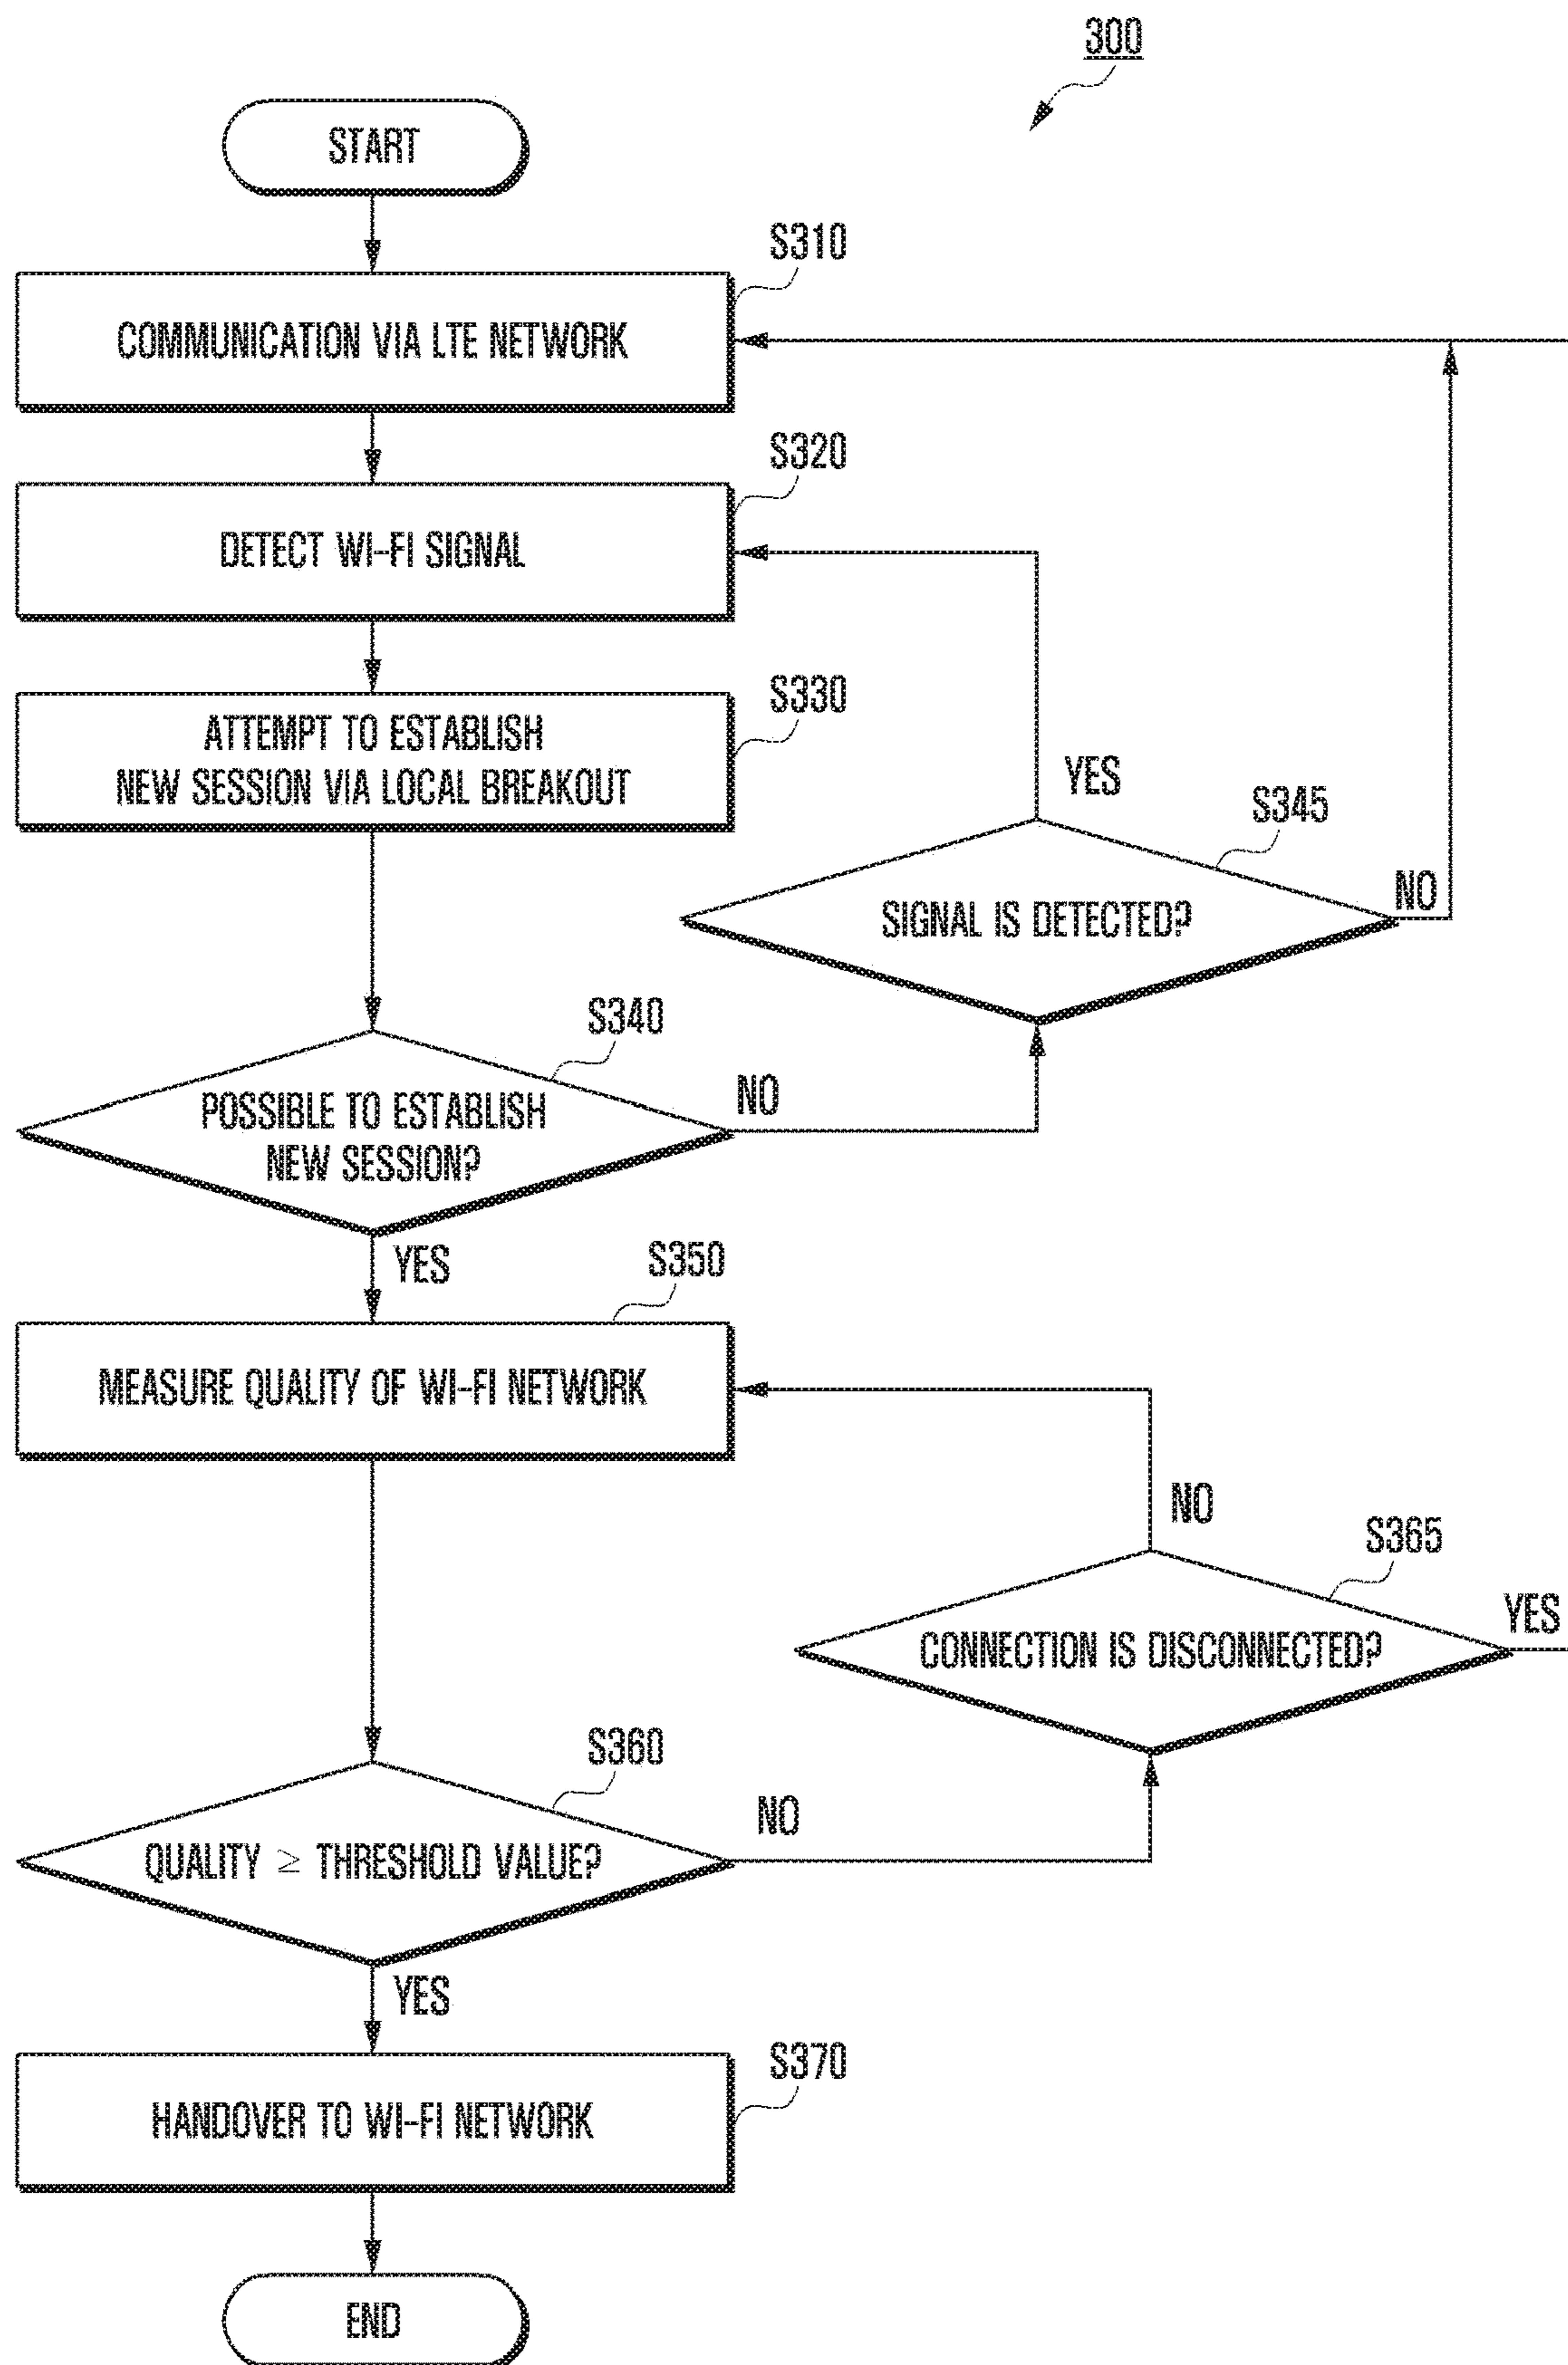 300
START
S310
COMMUNICATION VIA LTE NETWORK
S320
DETECT WI-FI SIGNAL
S330
ATTEMPT TO ESTABLISH
NEW SESSION VIA LOCAL BREAKOUT
YES
S345
NO
SIGNAL IS DETECTED?
S340
NO
POSSIBLE TO ESTABLISH
NEW SESSION?
YES
S350
MEASURE QUALITY OF WI-FI NETWORK
NO
S365
YES
CONNECTION IS DISCONNECTED?
S360
NO
QUALITY ≥ THRESHOLD VALUE?
YES
S370
HANDOVER TO WI-FI NETWORK
END